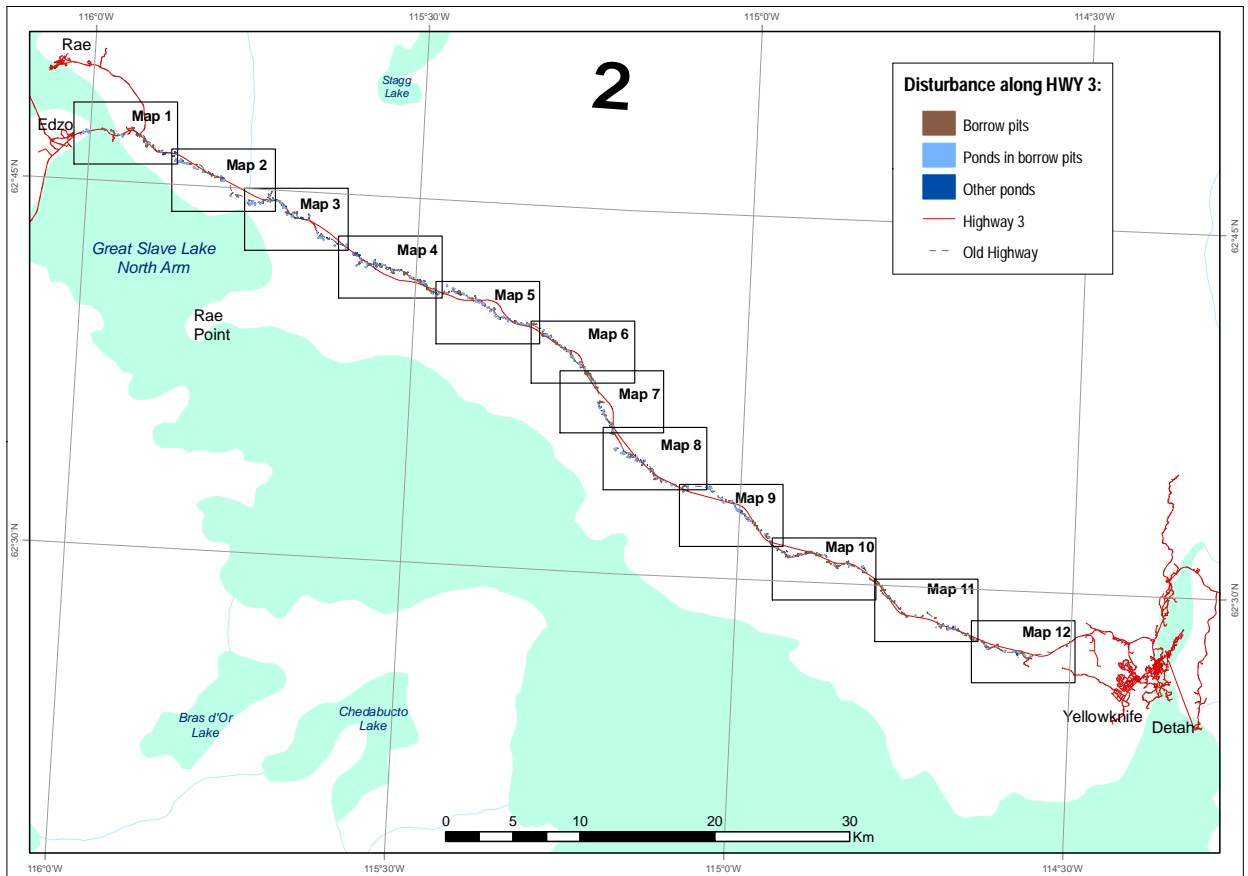 116°0'W
115°30'W
115°0'W
114°30'W
Rae
Stagg
Lake
2
Disturbance along HWY 3:
Borrow pits
Ponds in borrow pits
Other ponds
Highway 3
Old Highway
Edzo
Map 1
Map 2
Map 3
Map 4
Map 5
Map 6
Map 7
Map 8
Map 9
Map 10
Map 11
Map 12
62°45'N
62°45'N
Great Slave Lake
North Arm
Rae
Point
62°30'N
62°30'N
Bras d'Or
Lake
Chedabucto
Lake
Yellowknife
Detah
0 5 10 20 30
Km
116°0'W
115°30'W
115°0'W
114°30'W